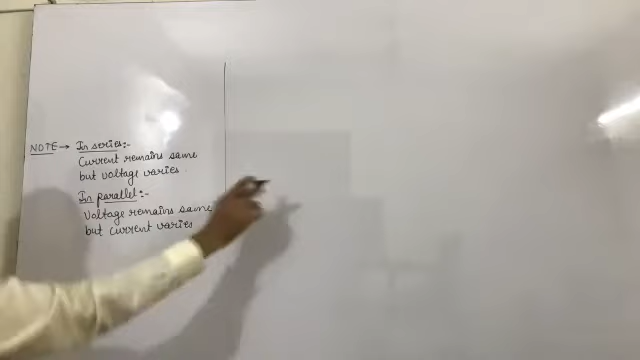 NOTE → In series:-
Current remains same
but voltage varies
In parallel:-
Voltage remains same
but current varies